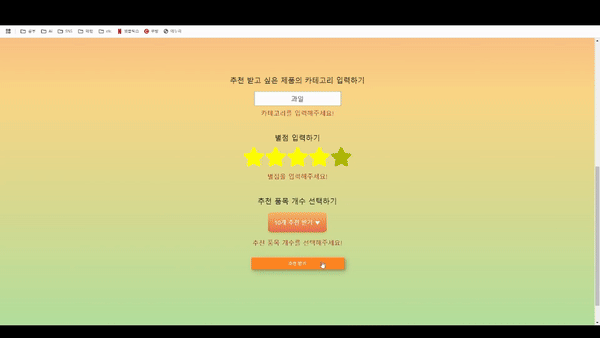 AI
추천 받고 싶은 제품의 카테고리 입력하기
과일
카테고리를 입력해주세요!
별점 입력하기
별점을 입력해주세요!
추천 품목 개수 선택하기
10개 추천 받기 ▼
추천 품목 개수를 선택해주세요!
추천 받기